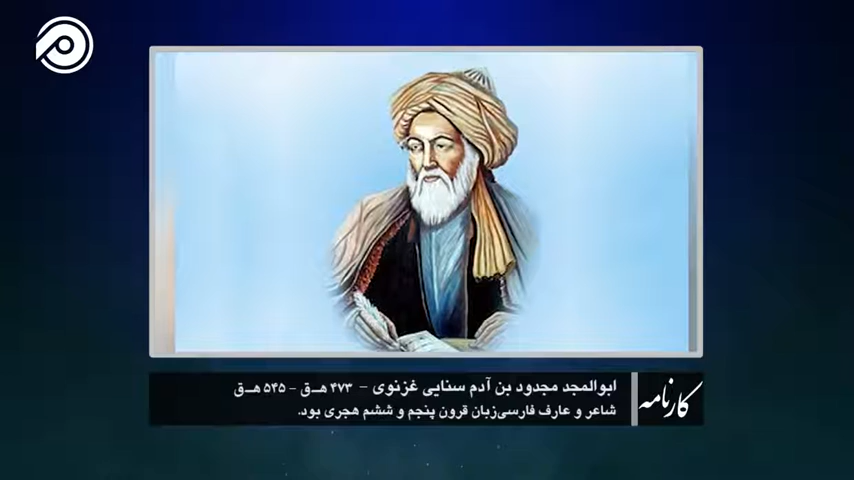 ابوالمجد مجدود بن آدم سنایی غزنوی - ۴۷۳ هـ ق - ۵۴۵ هـ ق
شاعر و عارف فارسی‌زبان قرون پنجم و ششم هجری بود.
کارنامه